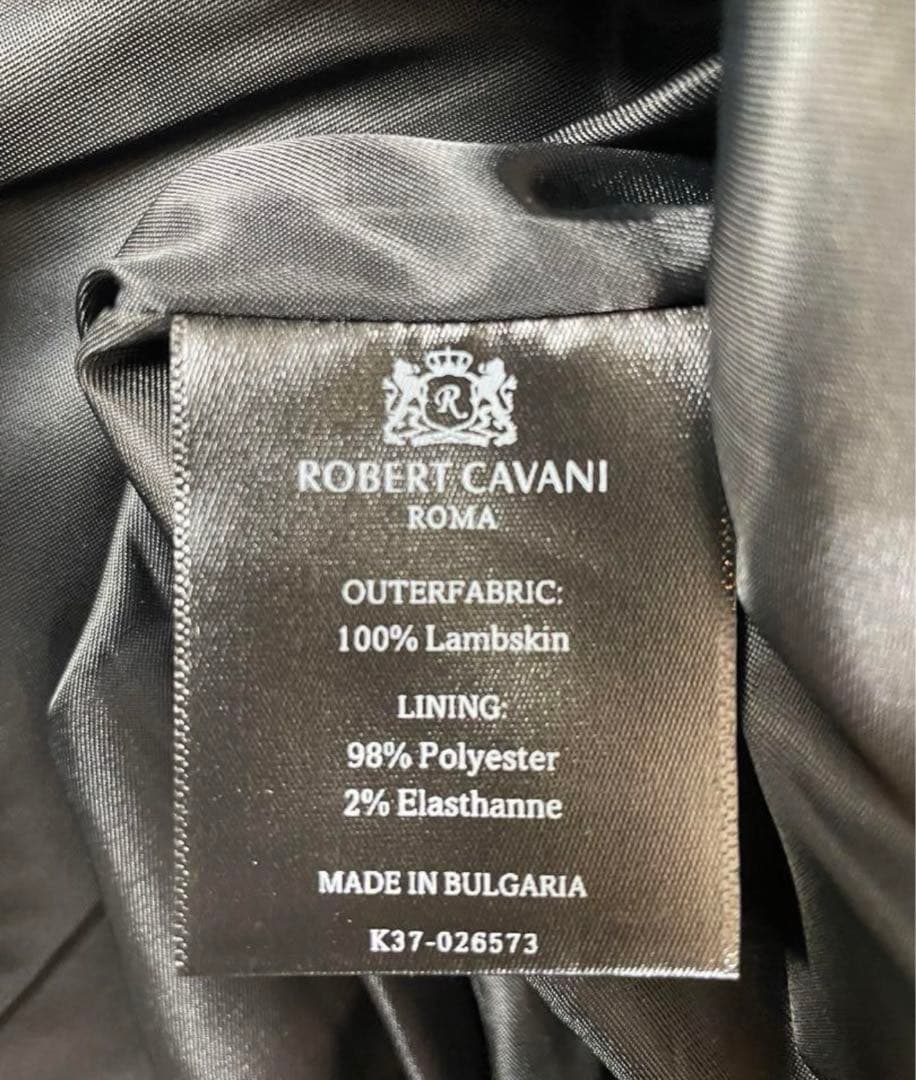 R
ROBERT CAVANI
ROMA
OUTERFABRIC:
100% Lambskin
LINING:
98% Polyester
2% Elasthanne
MADE IN BULGARIA
K37-026573